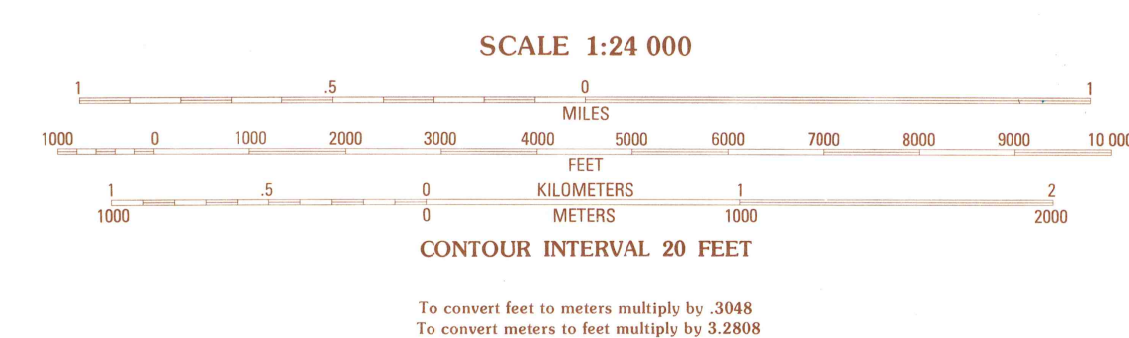 SCALE 1:24 000
1 .5 0 1
MILES
1000 0 1000 2000 3000 4000 5000 6000 7000 8000 9000 10 000
FEET
1 .5 0 KILOMETERS 1 2
1000 0 METERS 1000 2000
CONTOUR INTERVAL 20 FEET
To convert feet to meters multiply by .3048
To convert meters to feet multiply by 3.2808